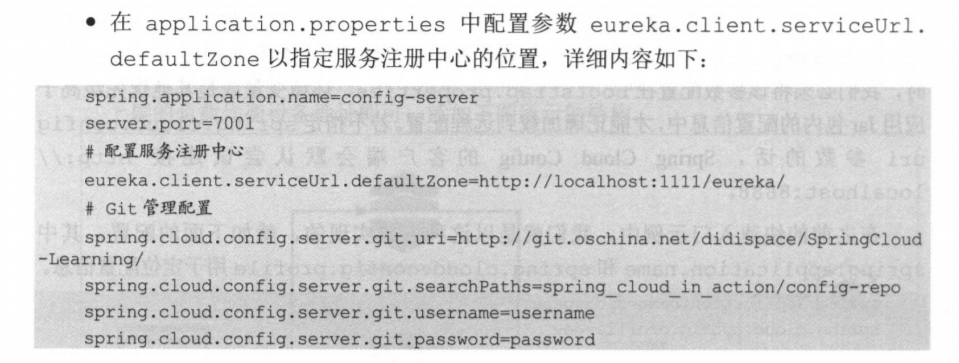 • 在 application.properties 中配置参数 eureka.client.serviceUrl.
defaultZone 以指定服务注册中心的位置，详细内容如下：
spring.application.name=config-server
server.port=7001
# 配置服务注册中心
eureka.client.serviceUrl.defaultZone=http://localhost:1111/eureka/
# Git 管理配置
spring.cloud.config.server.git.uri=http://git.oschina.net/didispace/SpringCloud
-Learning/
spring.cloud.config.server.git.searchPaths=spring_cloud_in_action/config-repo
spring.cloud.config.server.git.username=username
spring.cloud.config.server.git.password=password